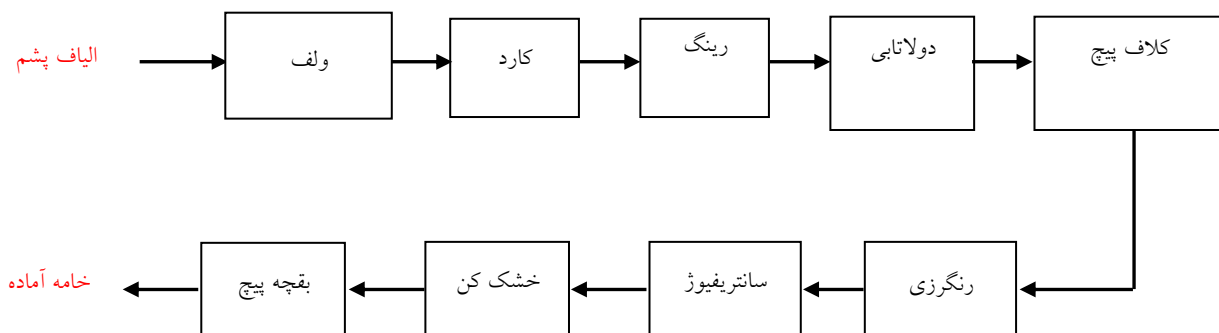 الیاف پشم
ولف
کارد
رینگ
دولاتابی
کلاف پیچ
رنگرزی
سانتریفیوژ
خشک کن
بقچه پیچ
خامه آماده